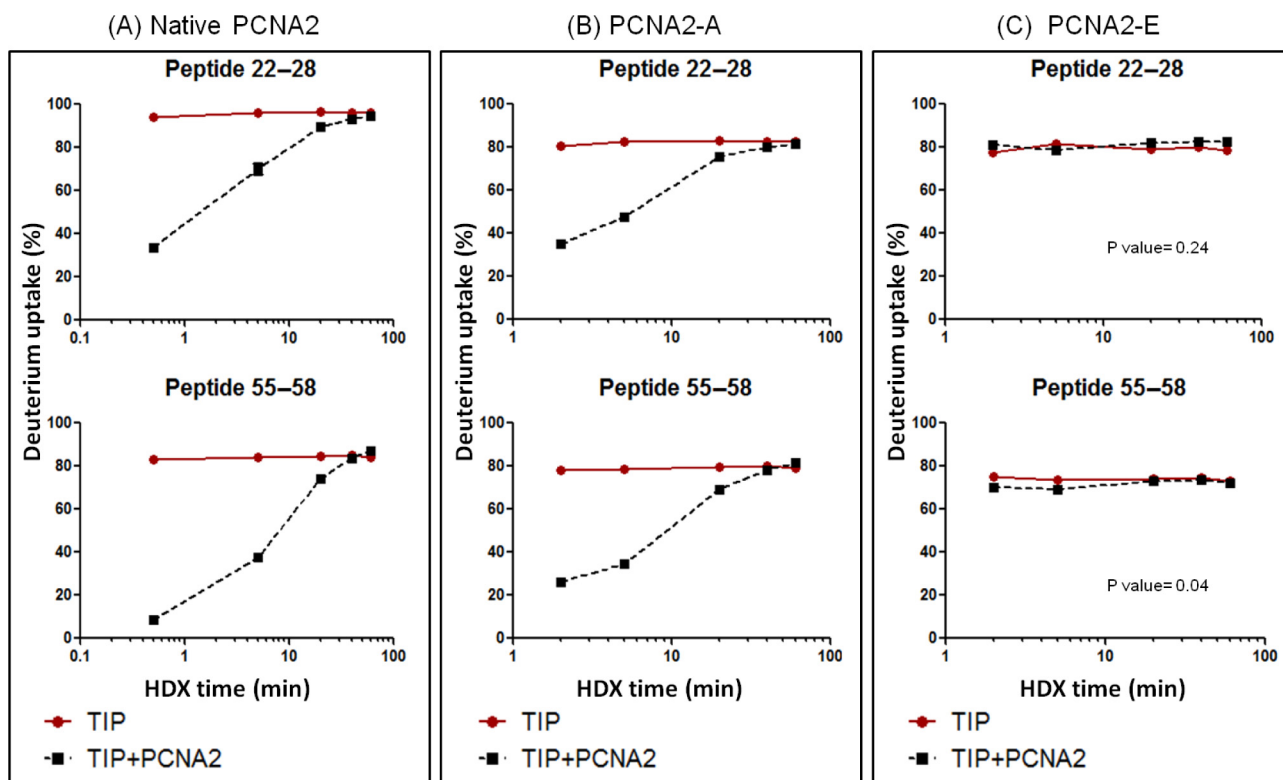 (A) Native PCNA2
(B) PCNA2-A
(C) PCNA2-E
Deuterium uptake (%)
Peptide 22–28
100
80
60
40
20
0
0.1
1
10
100
Peptide 55–58
100
80
60
40
20
0
0.1
1
10
100
HDX time (min)
TIP
TIP+PCNA2
Deuterium uptake (%)
Peptide 22–28
100
80
60
40
20
0
1
10
100
Peptide 55–58
100
80
60
40
20
0
1
10
100
HDX time (min)
TIP
TIP+PCNA2
Deuterium uptake (%)
Peptide 22–28
100
80
60
40
20
0
P value= 0.24
1
10
100
Peptide 55–58
100
80
60
40
20
0
P value= 0.04
1
10
100
HDX time (min)
TIP
TIP+PCNA2